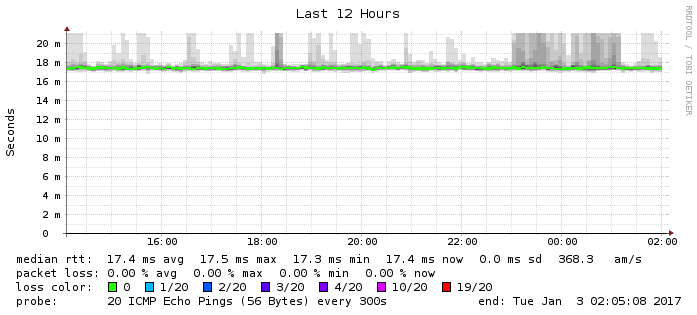 Last 12 Hours
RRDTOOL / TOBI OETIKER
Seconds
20 m
18 m
16 m
14 m
12 m
10 m
8 m
6 m
4 m
2 m
0
16:00 18:00 20:00 22:00 00:00 02:00
median rtt: 17.4 ms avg 17.5 ms max 17.3 ms min 17.4 ms now 0.0 ms sd 368.3 am/s
packet loss: 0.00 % avg 0.00 % max 0.00 % min 0.00 % now
loss color: 0 1/20 2/20 3/20 4/20 10/20 19/20
probe: 20 ICMP Echo Pings (56 Bytes) every 300s end: Tue Jan 3 02:05:08 2017